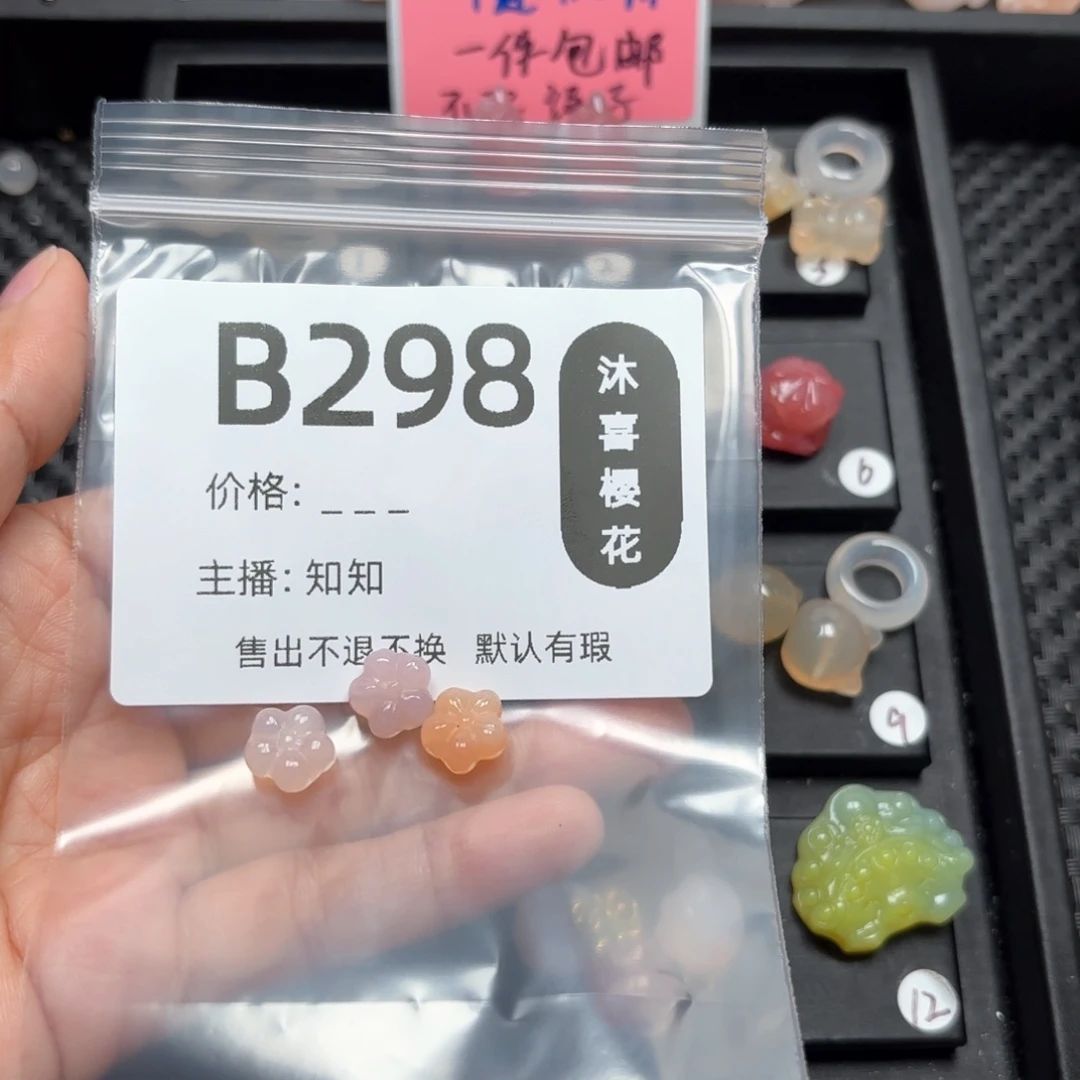 一件包邮
B298
沐喜樱花
价格: _ _ _
主播: 知知
售出不退不换 默认有瑕
6
9
12